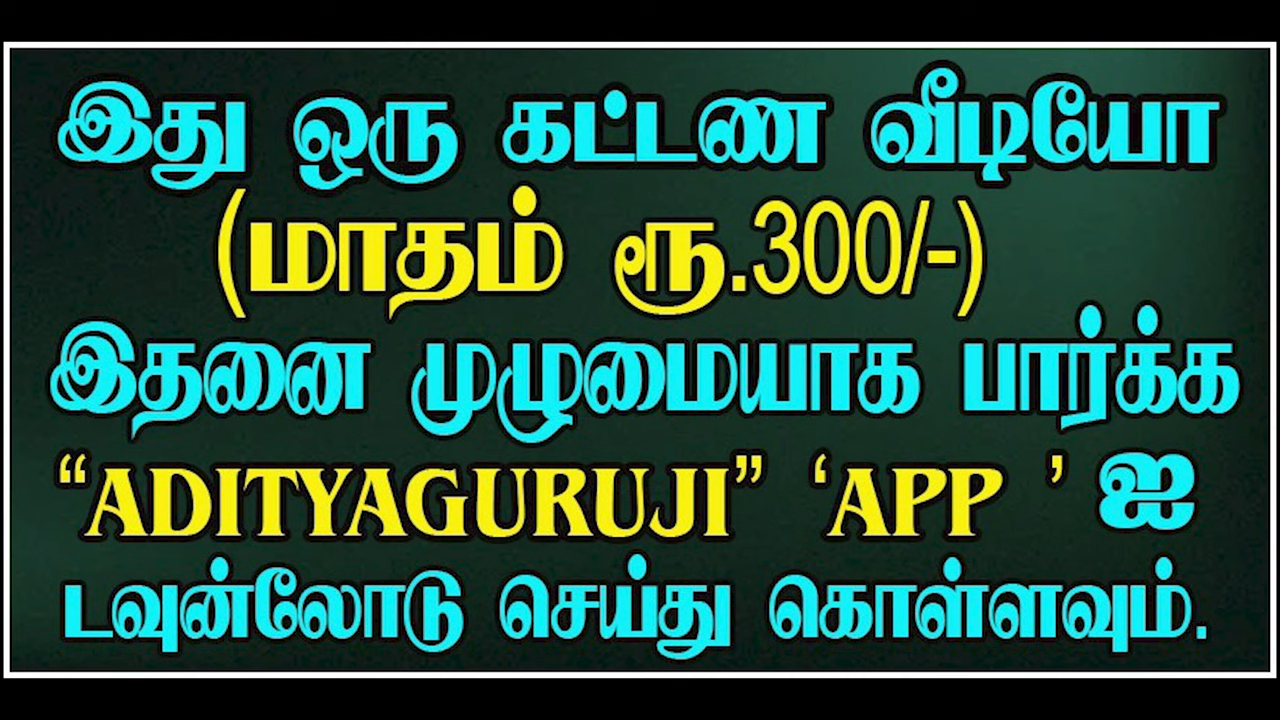 இது ஒரு கட்டண வீடியோ
(மாதம் ரூ.300/-)
இதனை முழுமையாக பார்க்க
“ADITYAGURUJI” ‘APP ’ ஐ
டவுன்லோடு செய்து கொள்ளவும்.